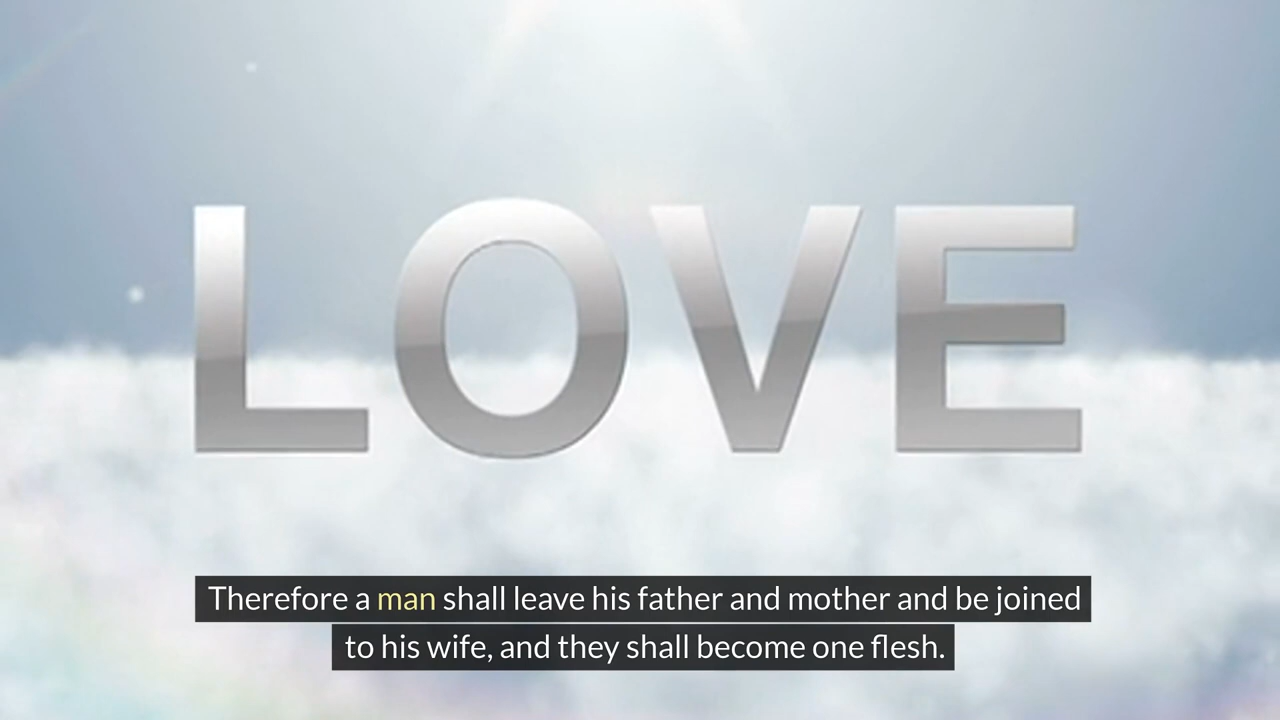 LOVE
Therefore a man shall leave his father and mother and be joined
to his wife, and they shall become one flesh.